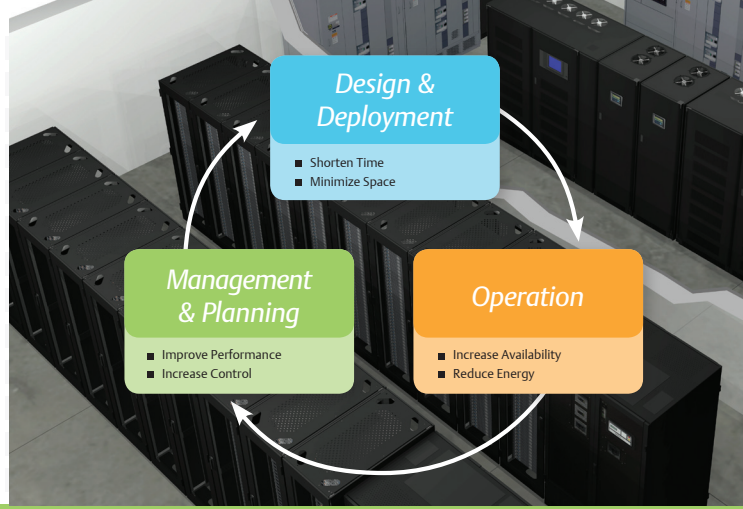 Design &
Deployment
■ Shorten Time
■ Minimize Space
Management
& Planning
■ Improve Performance
■ Increase Control
Operation
■ Increase Availability
■ Reduce Energy